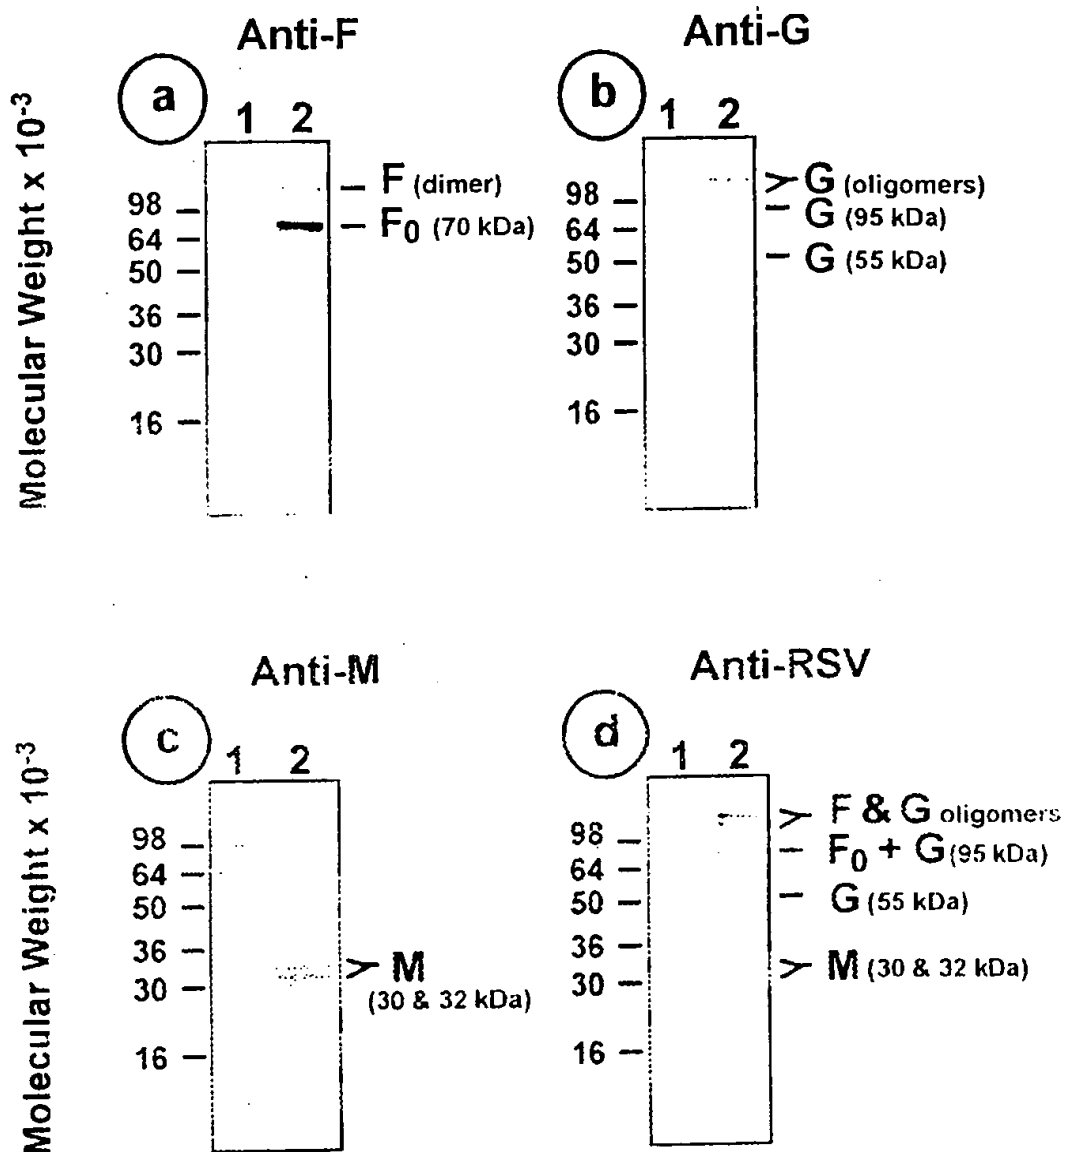 Anti-F
a
1 2
Molecular Weight x 10-3
98
64
50
36
30
16
F (dimer)
F0 (70 kDa)
Anti-G
b
1 2
98
64
50
36
30
16
G (oligomers)
G (95 kDa)
G (55 kDa)
Anti-M
c
1 2
Molecular Weight x 10-3
98
64
50
36
30
16
M
(30 & 32 kDa)
Anti-RSV
d
1 2
98
64
50
36
30
16
F & G oligomers
F0 + G (95 kDa)
G (55 kDa)
M (30 & 32 kDa)